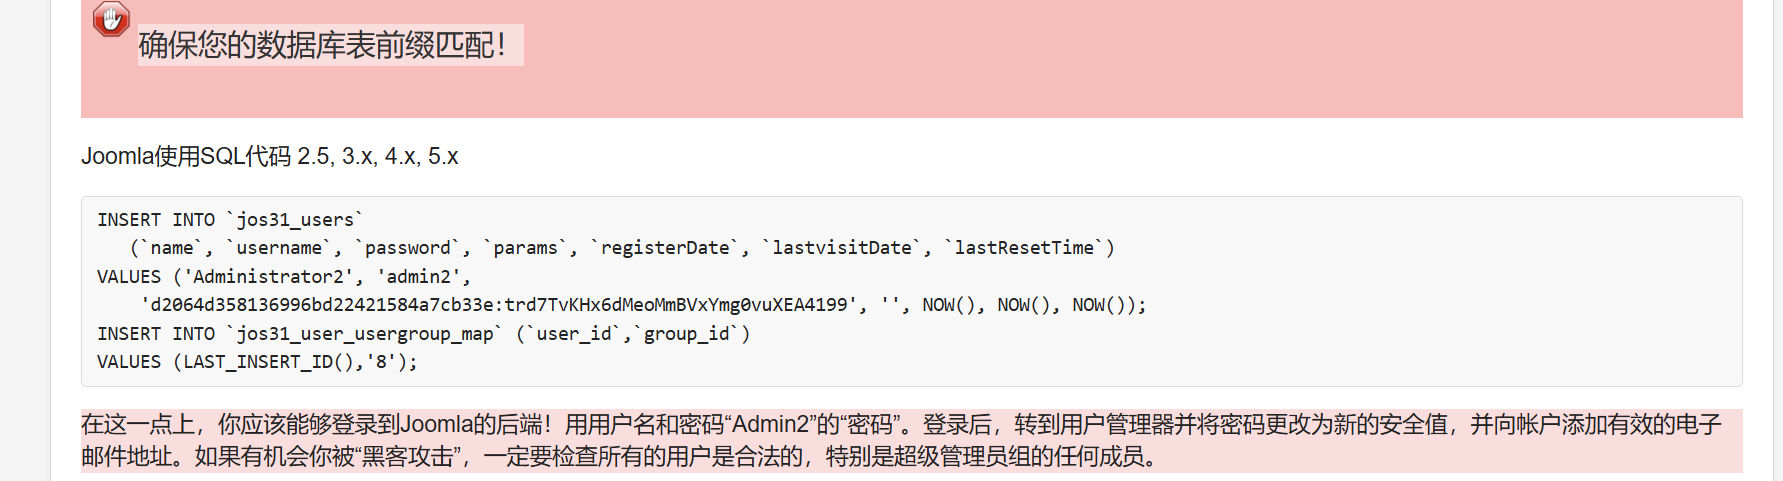 确保您的数据库表前缀匹配！
Joomla使用SQL代码 2.5, 3.x, 4.x, 5.x
INSERT INTO `jos31_users`
(`name`, `username`, `password`, `params`, `registerDate`, `lastvisitDate`, `lastResetTime`)
VALUES ('Administrator2', 'admin2',
'd2064d358136996bd22421584a7cb33e:trd7TvKHx6dMeoMmBVxYmg0vuXEA4199', '', NOW(), NOW(), NOW());
INSERT INTO `jos31_user_usergroup_map` (`user_id`,`group_id`)
VALUES (LAST_INSERT_ID(),'8');
在这一点上，你应该能够登录到Joomla的后端！用用户名和密码“Admin2”的“密码”。登录后，转到用户管理器并将密码更改为新的安全值，并向帐户添加有效的电子
邮件地址。如果有机会你被“黑客攻击”，一定要检查所有的用户是合法的，特别是超级管理员组的任何成员。